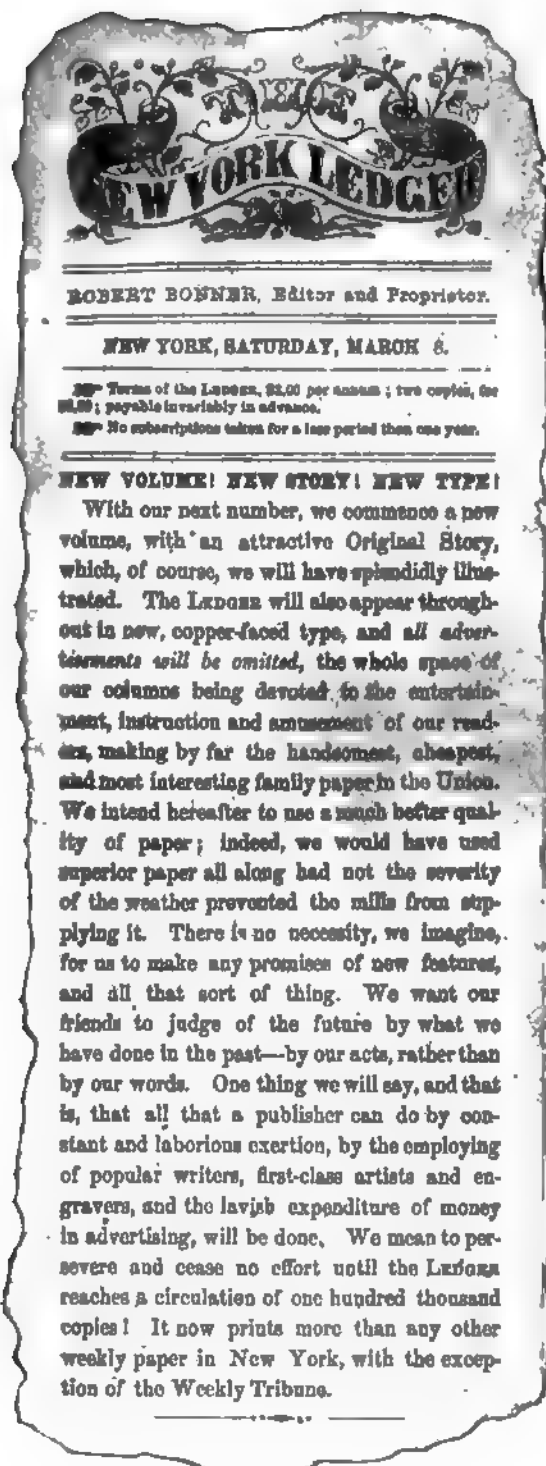 THE
NEW YORK LEDGER
ROBERT BONNER, Editor and Proprietor.
NEW YORK, SATURDAY, MARCH 8.
Terms of the LEDGER, $2,00 per annum ; two copies, for
payable invariably in advance.
No subscriptions taken for a less period than one year.
NEW VOLUME! NEW STORY! NEW TYPE!
With our next number, we commence a new
volume, with an attractive Original Story,
which, of course, we will have splendidly illus-
trated. The LEDGER will also appear through-
out in new, copper-faced type, and all adver-
tisements will be omitted, the whole space of
our columns being devoted to the entertain-
ment, instruction and amusement of our read-
ers, making by far the handsomest, cheapest,
and most interesting family paper in the Union.
We intend hereafter to use a much better qual-
ity of paper; indeed, we would have used
superior paper all along had not the severity
of the weather prevented the mills from sup-
plying it. There is no necessity, we imagine,
for us to make any promises of new features,
and all that sort of thing. We want our
friends to judge of the future by what we
have done in the past—by our acts, rather than
by our words. One thing we will say, and that
is, that all that a publisher can do by con-
stant and laborious exertion, by the employing
of popular writers, first-class artists and en-
gravers, and the lavish expenditure of money
in advertising, will be done. We mean to per-
severe and cease no effort until the LEDGER
reaches a circulation of one hundred thousand
copies! It now prints more than any other
weekly paper in New York, with the excep-
tion of the Weekly Tribune.